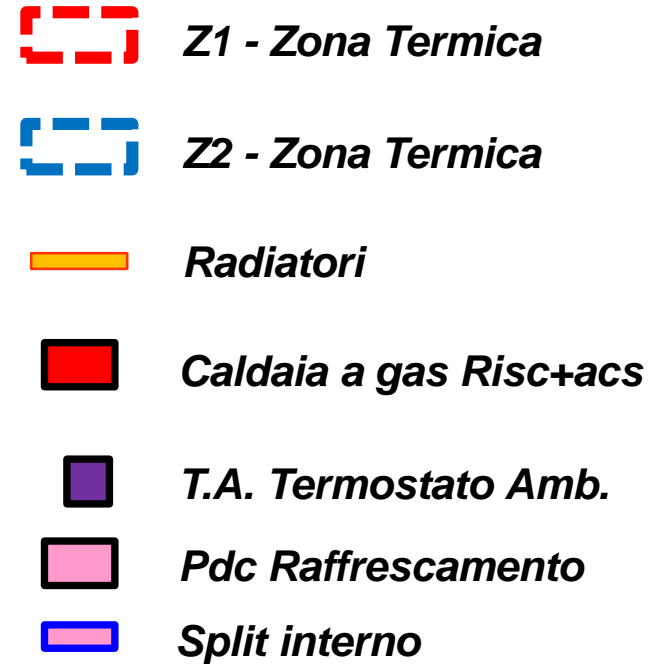 Z1 - Zona Termica
Z2 - Zona Termica
Radiatori
Caldaia a gas Risc+acs
T.A. Termostato Amb.
Pdc Raffrescamento
Split interno